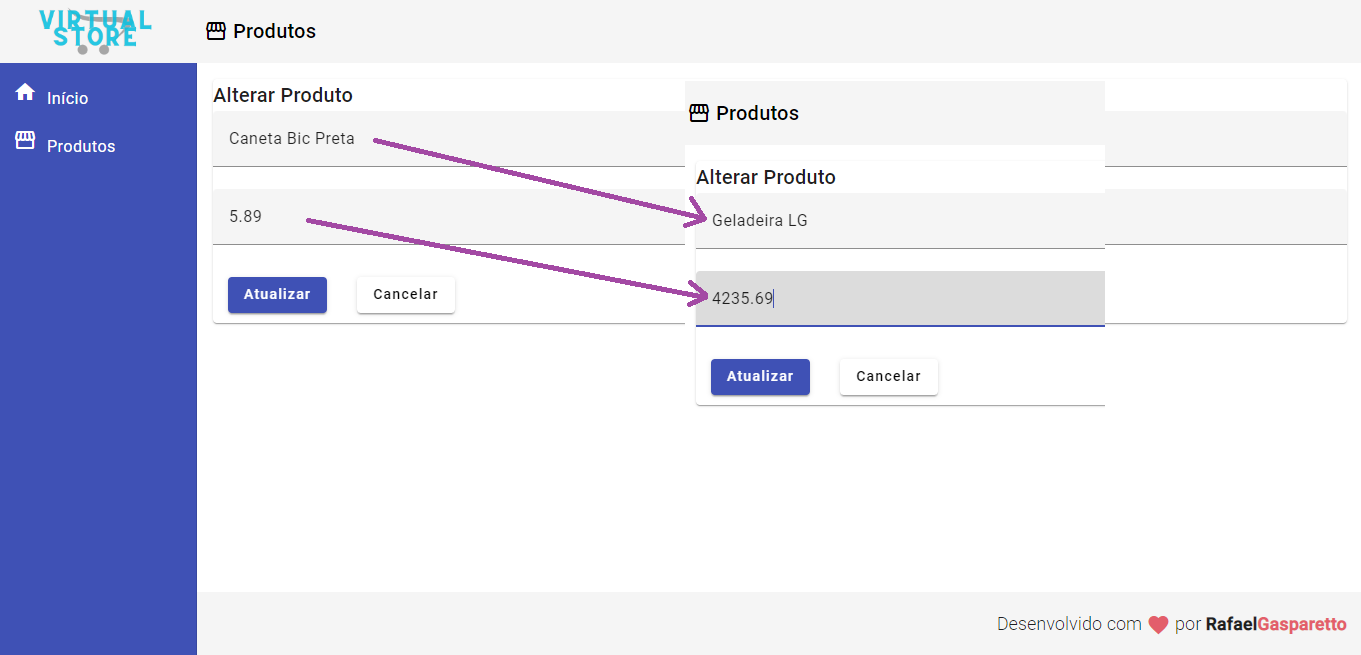 VIRTUAL
STORE
Produtos
Início
Produtos
Alterar Produto
Caneta Bic Preta
5.89
Atualizar
Cancelar
Produtos
Alterar Produto
Geladeira LG
4235.69
Atualizar
Cancelar
Desenvolvido com por RafaelGasparetto